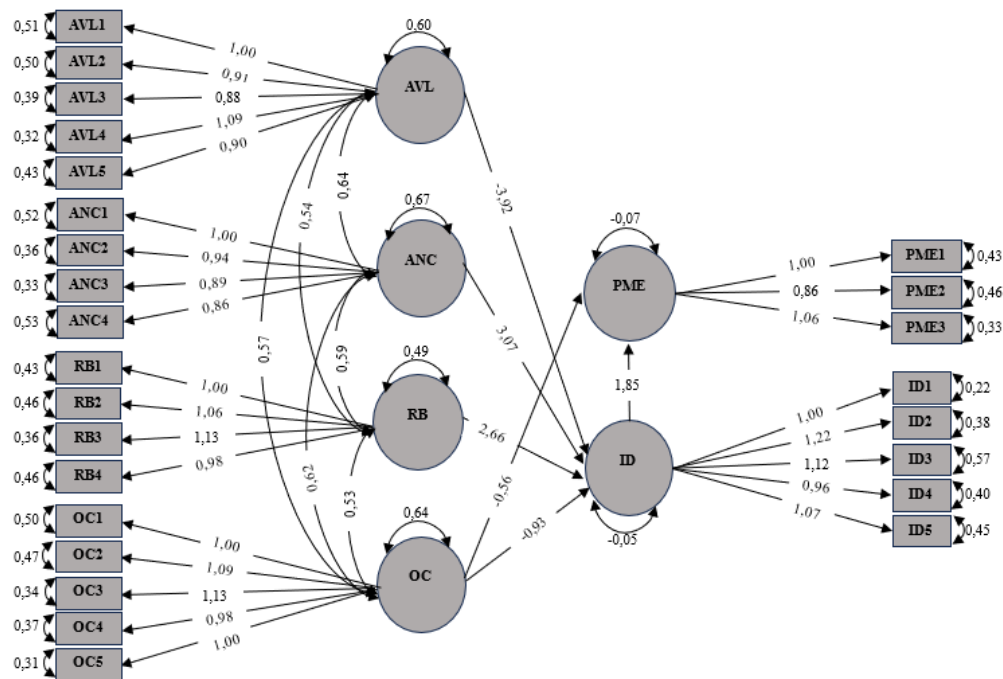 0,51
AVL1
1,00
0,50
AVL2
0,91
0,39
AVL3
0,88
0,32
AVL4
1,09
0,43
AVL5
0,90
0,60
AVL
0,52
ANC1
1,00
0,36
ANC2
0,94
0,33
ANC3
0,89
0,53
ANC4
0,86
0,67
ANC
0,43
RB1
1,00
0,46
RB2
1,06
0,36
RB3
1,13
0,46
RB4
0,98
0,49
RB
0,50
OC1
1,00
0,47
OC2
1,09
0,34
OC3
1,13
0,37
OC4
0,98
0,31
OC5
1,00
0,64
OC
0,64
0,54
0,57
0,59
0,62
0,53
-3,92
3,07
2,66
-0,56
-0,93
-0,07
PME
1,85
ID
-0,05
1,00
PME1
0,43
0,86
PME2
0,46
1,06
PME3
0,33
1,00
ID1
0,22
1,22
ID2
0,38
1,12
ID3
0,57
0,96
ID4
0,40
1,07
ID5
0,45